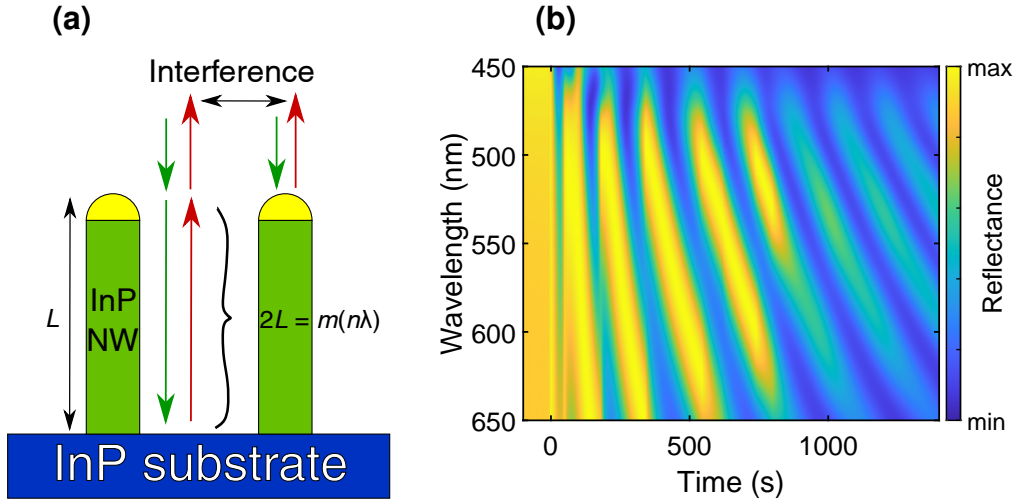 (a)
Interference
L
InP
NW
2L = m(nλ)
InP substrate
(b)
450
500
550
600
650
Wavelength (nm)
0
500
1000
Time (s)
max
Reflectance
min